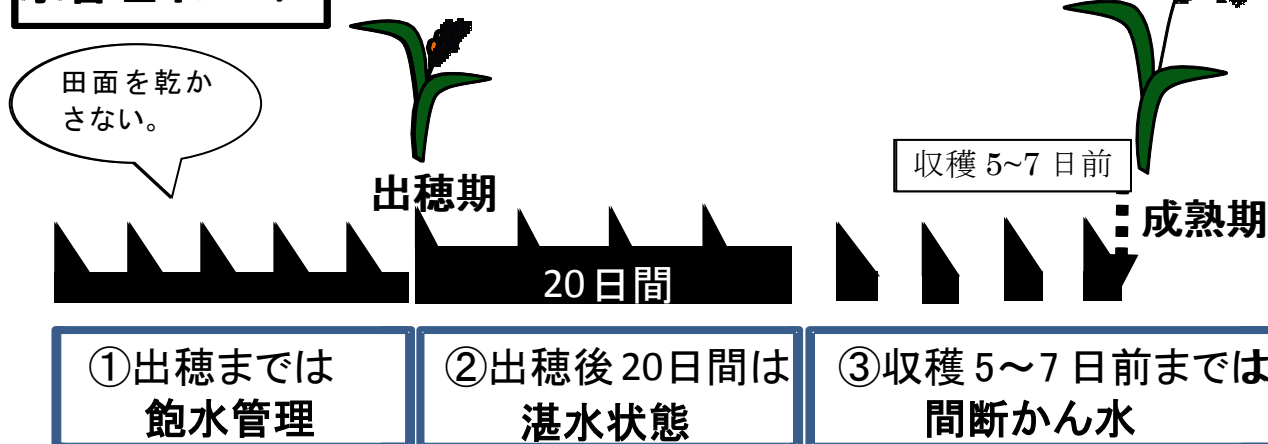 田面を乾か
さない。
出穂期
収穫 5~7 日前
成熟期
20日間
①出穂までは
飽水管理
②出穂後20日間は
湛水状態
③収穫 5～7 日前までは
間断かん水